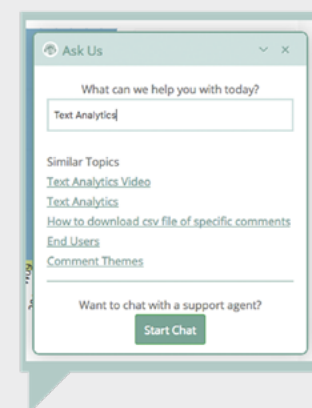 Ask Us
What can we help you with today?
Text Analytics
Similar Topics
Text Analytics Video
Text Analytics
How to download csv file of specific comments
End Users
Comment Themes
Want to chat with a support agent?
Start Chat